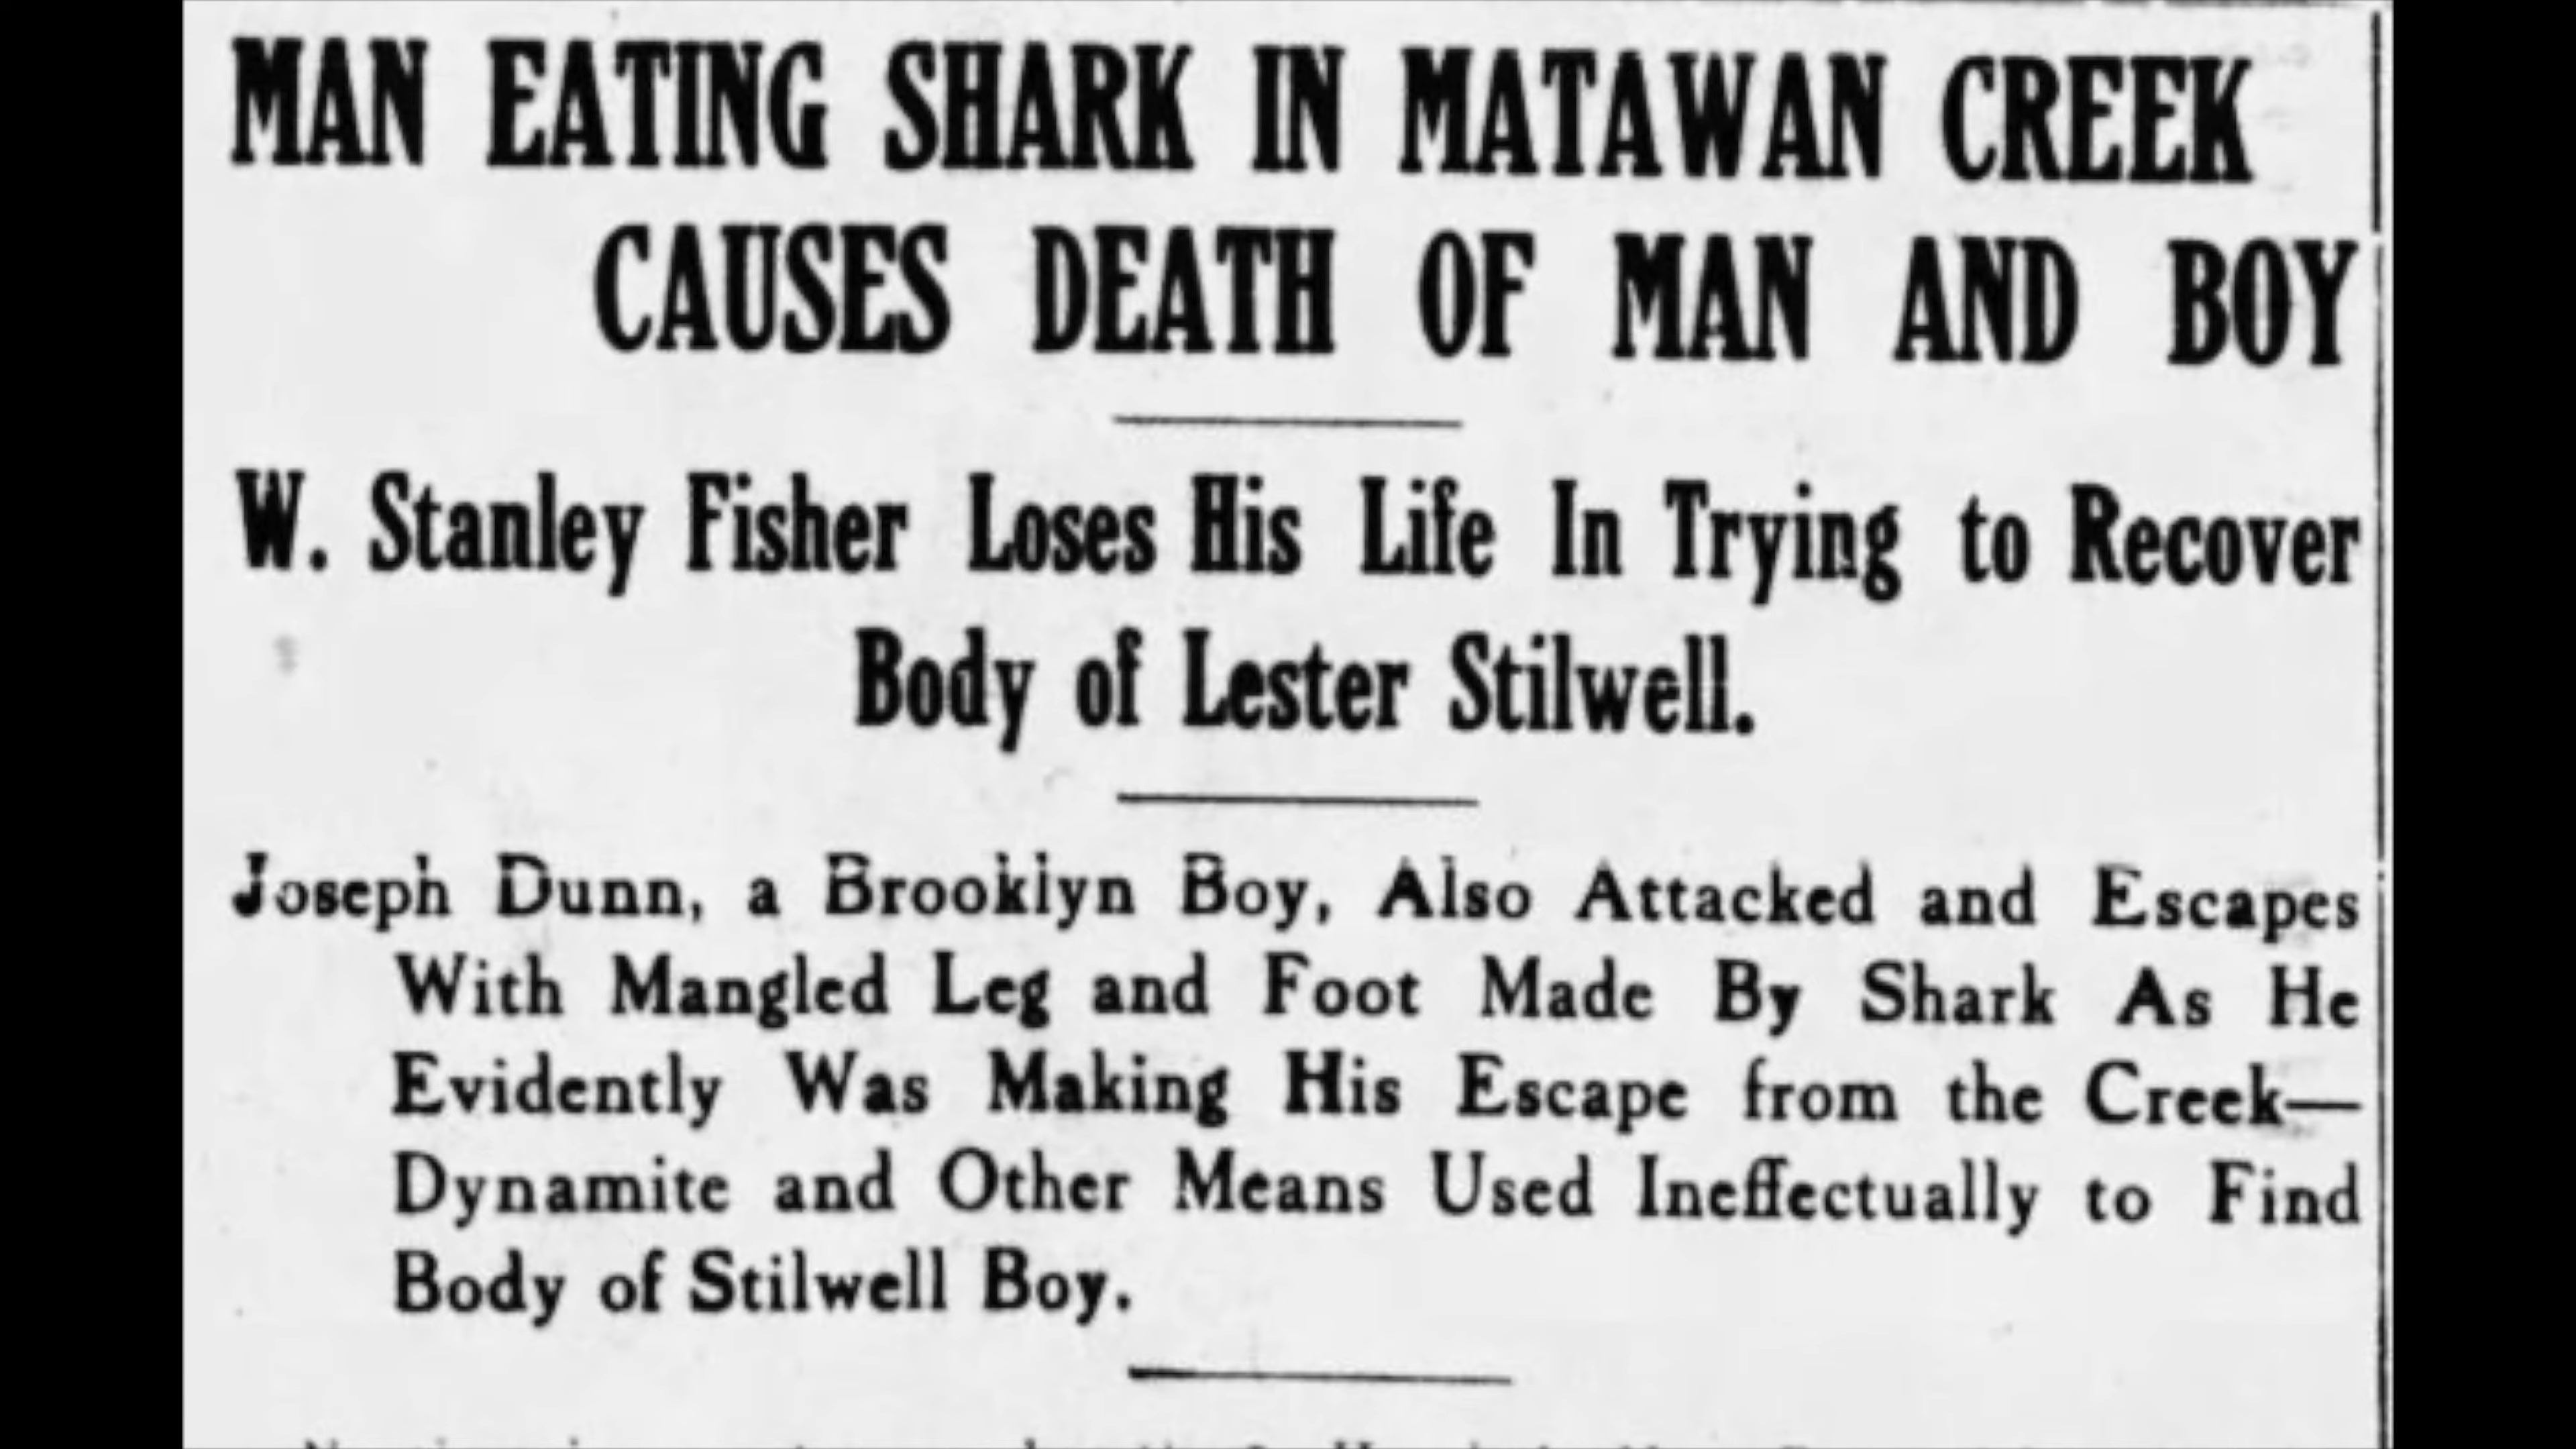 MAN EATING SHARK IN MATAWAN CREEK
CAUSES DEATH OF MAN AND BOY
W. Stanley Fisher Loses His Life In Trying to Recover
Body of Lester Stilwell.
Joseph Dunn, a Brooklyn Boy, Also Attacked and Escapes
With Mangled Leg and Foot Made By Shark As He
Evidently Was Making His Escape from the Creek—
Dynamite and Other Means Used Ineffectually to Find
Body of Stilwell Boy.